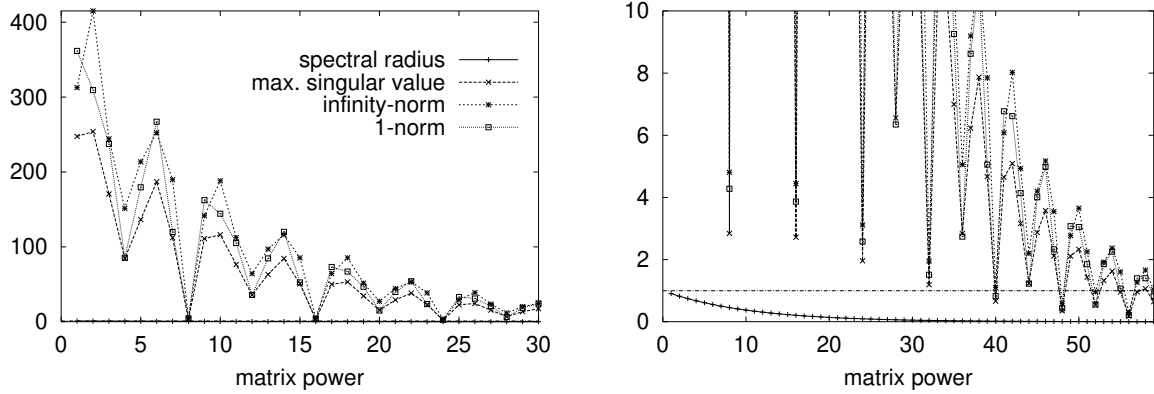 400
300
200
100
0
0 5 10 15 20 25 30
matrix power
spectral radius
max. singular value
infinity-norm
1-norm
10
8
6
4
2
1
0
10 20 30 40 50
matrix power